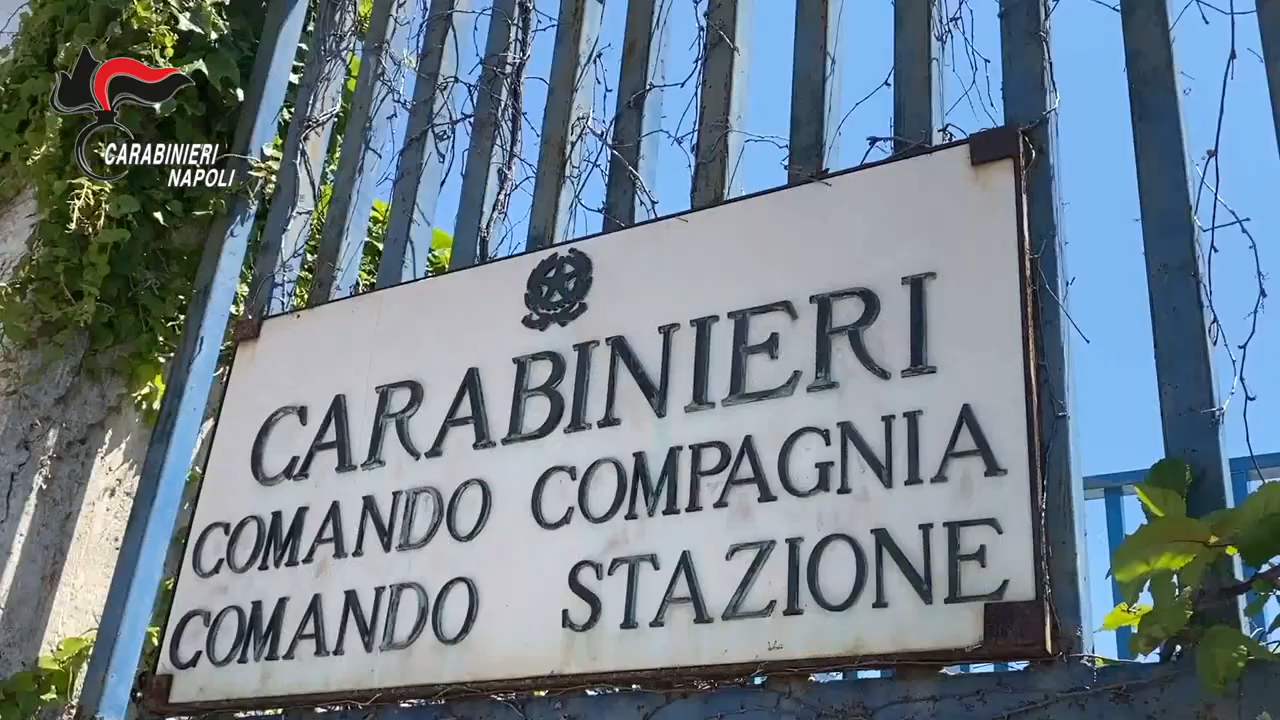 CARABINIERI
NAPOLI
CARABINIERI
COMANDO COMPAGNIA
COMANDO STAZIONE